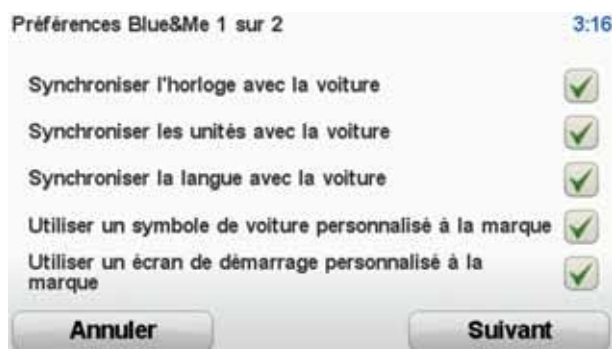 Préférences Blue&Me 1 sur 2
3:16
Synchroniser l'horloge avec la voiture
Synchroniser les unités avec la voiture
Synchroniser la langue avec la voiture
Utiliser un symbole de voiture personnalisé à la marque
Utiliser un écran de démarrage personnalisé à la
marque
Annuler
Suivant